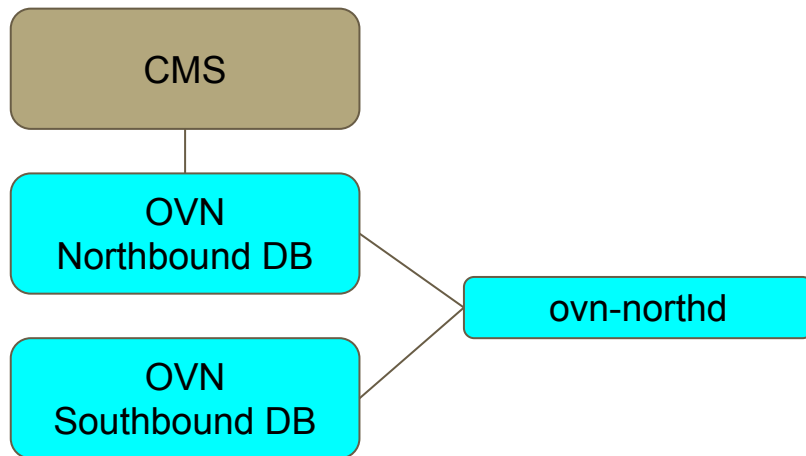 CMS
OVN
Northbound DB
ovn-northd
OVN
Southbound DB